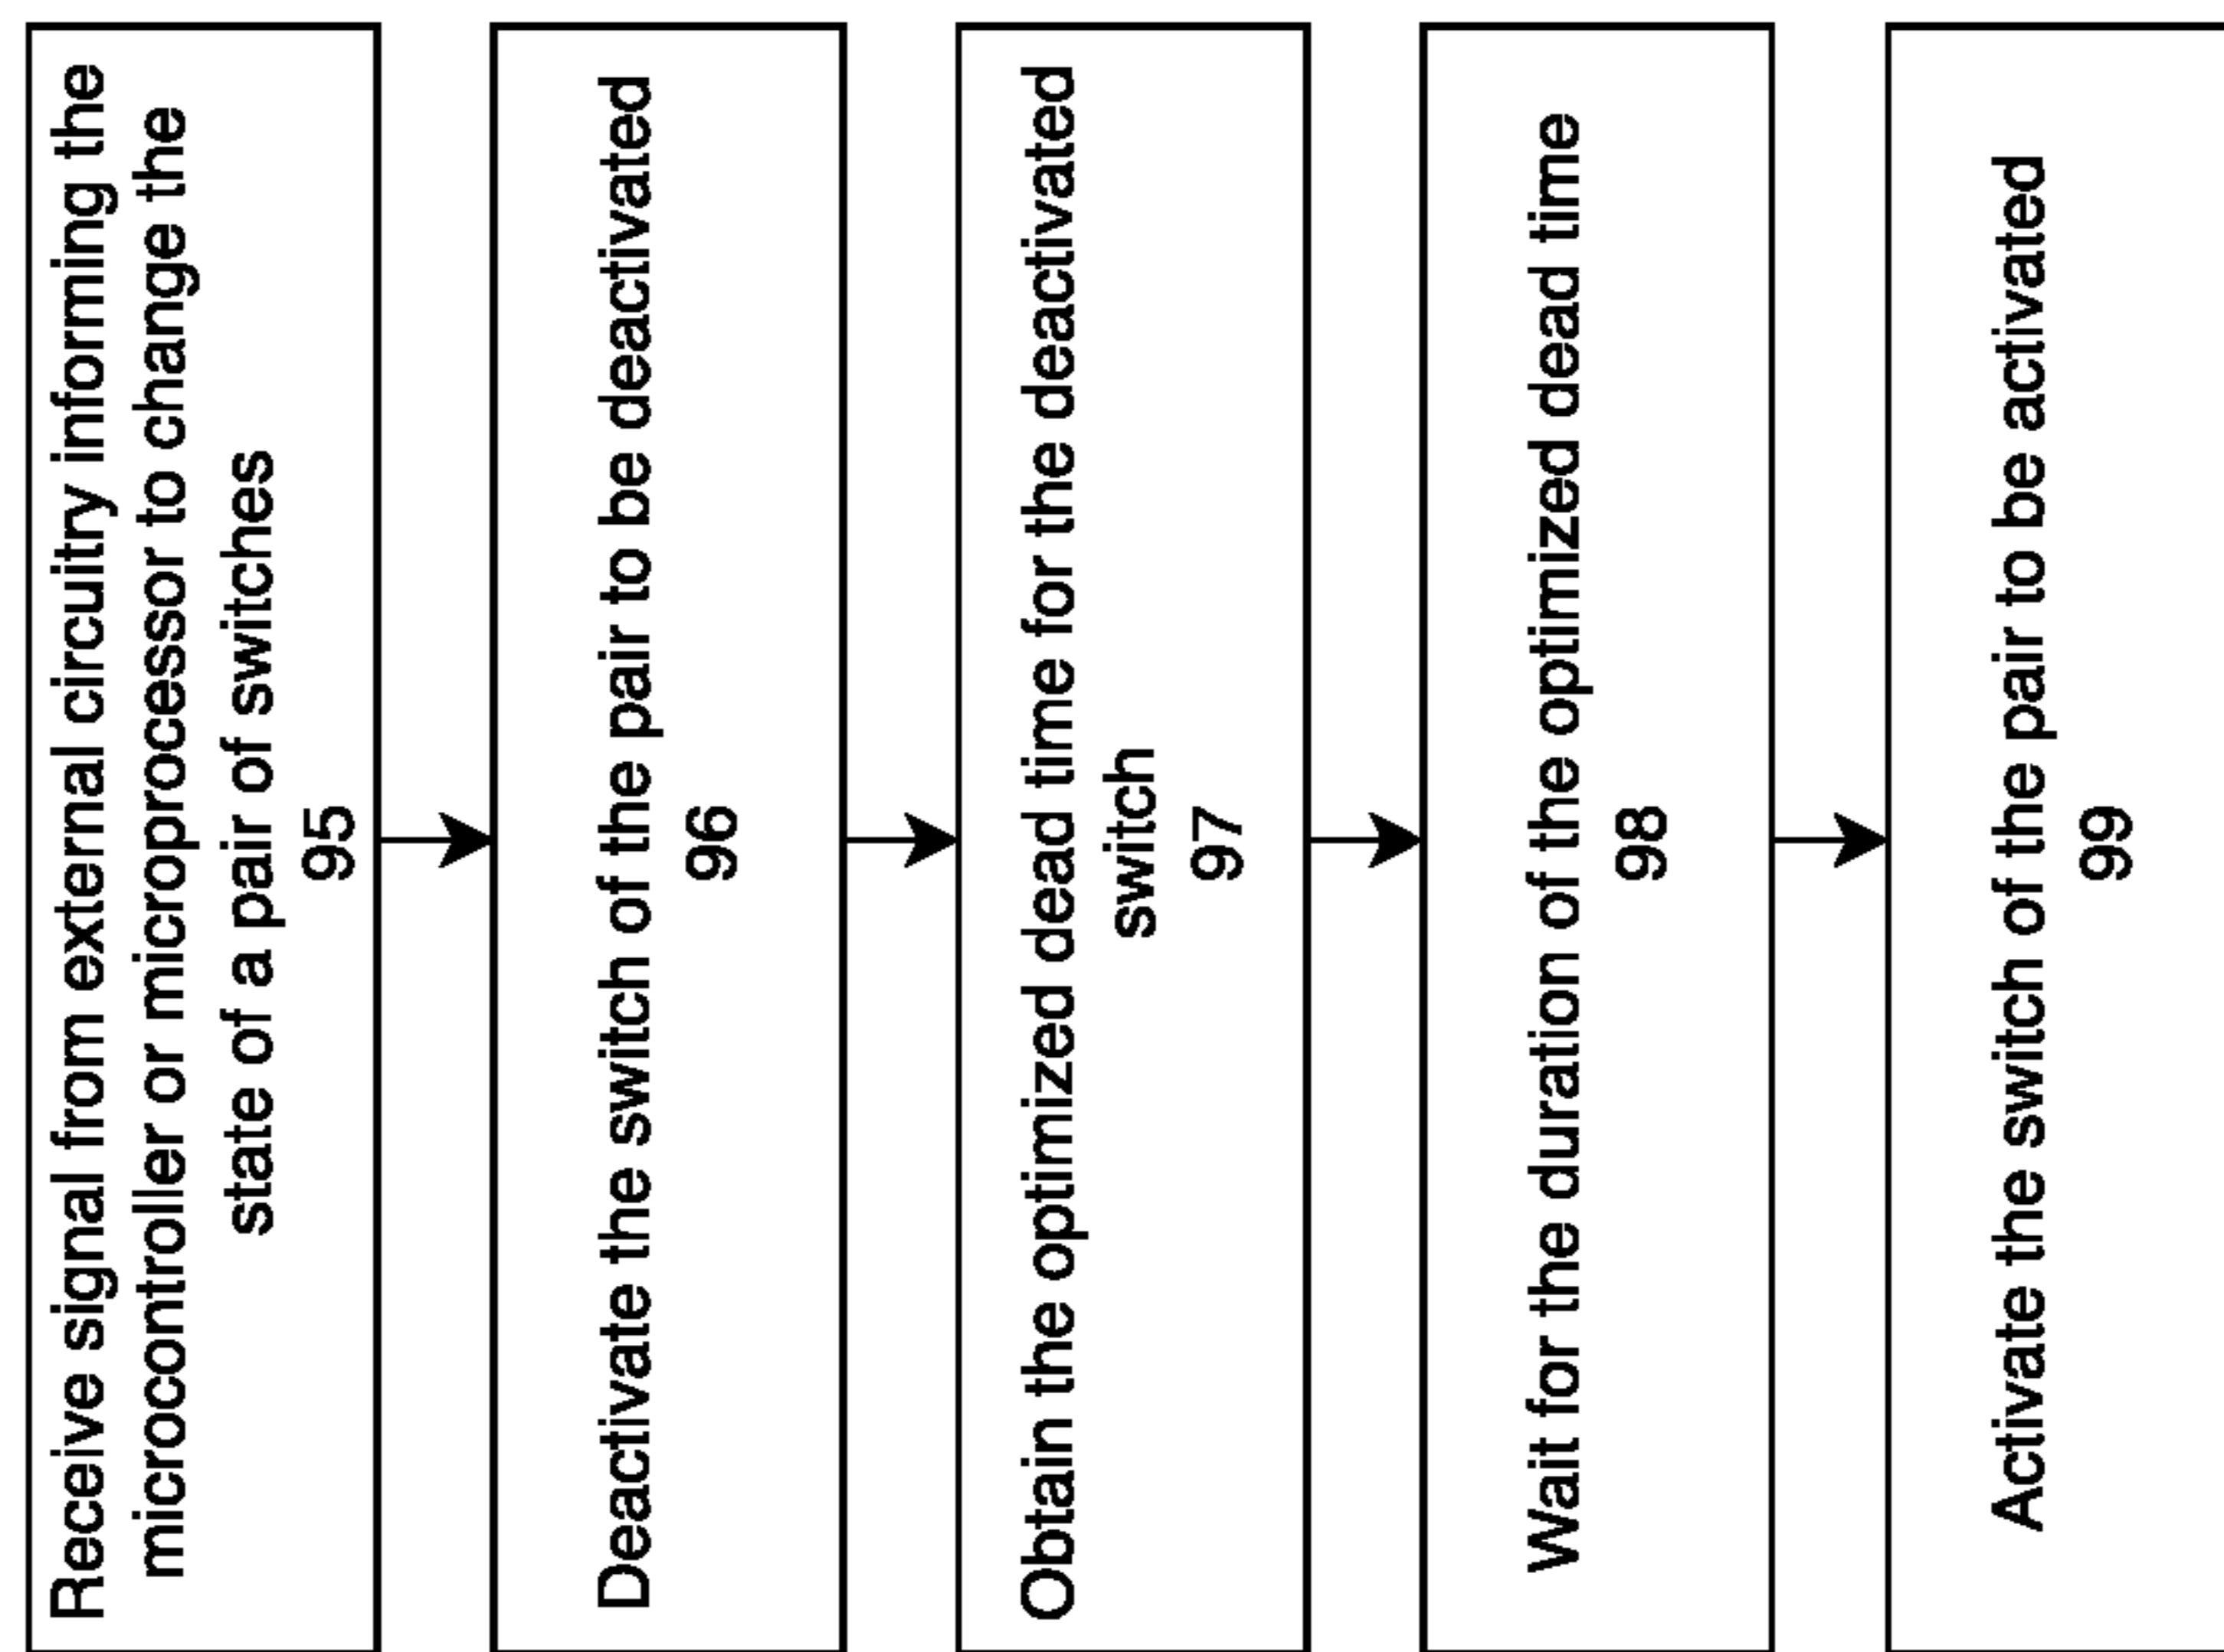 Receive signal from external circuitry informing the
microcontroller or microprocessor to change the
state of a pair of switches
95
Deactivate the switch of the pair to be deactivated
96
Obtain the optimized dead time for the deactivated
switch
97
Wait for the duration of the optimized dead time
98
Activate the switch of the pair to be activated
99